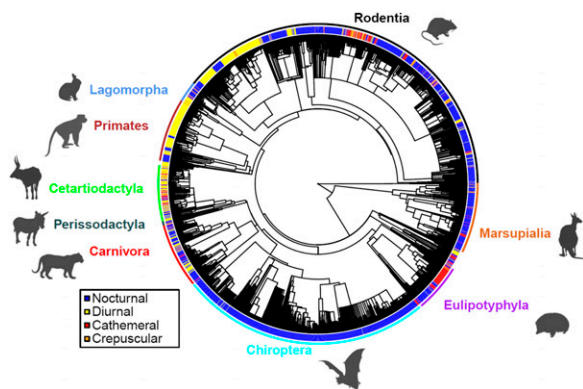 Rodentia
Lagomorpha
Primates
Cetartiodactyla
Perissodactyla
Carnivora
Marsupialia
Eulipotyphyla
Chiroptera
Nocturnal
Diurnal
Cathemeral
Crepuscular